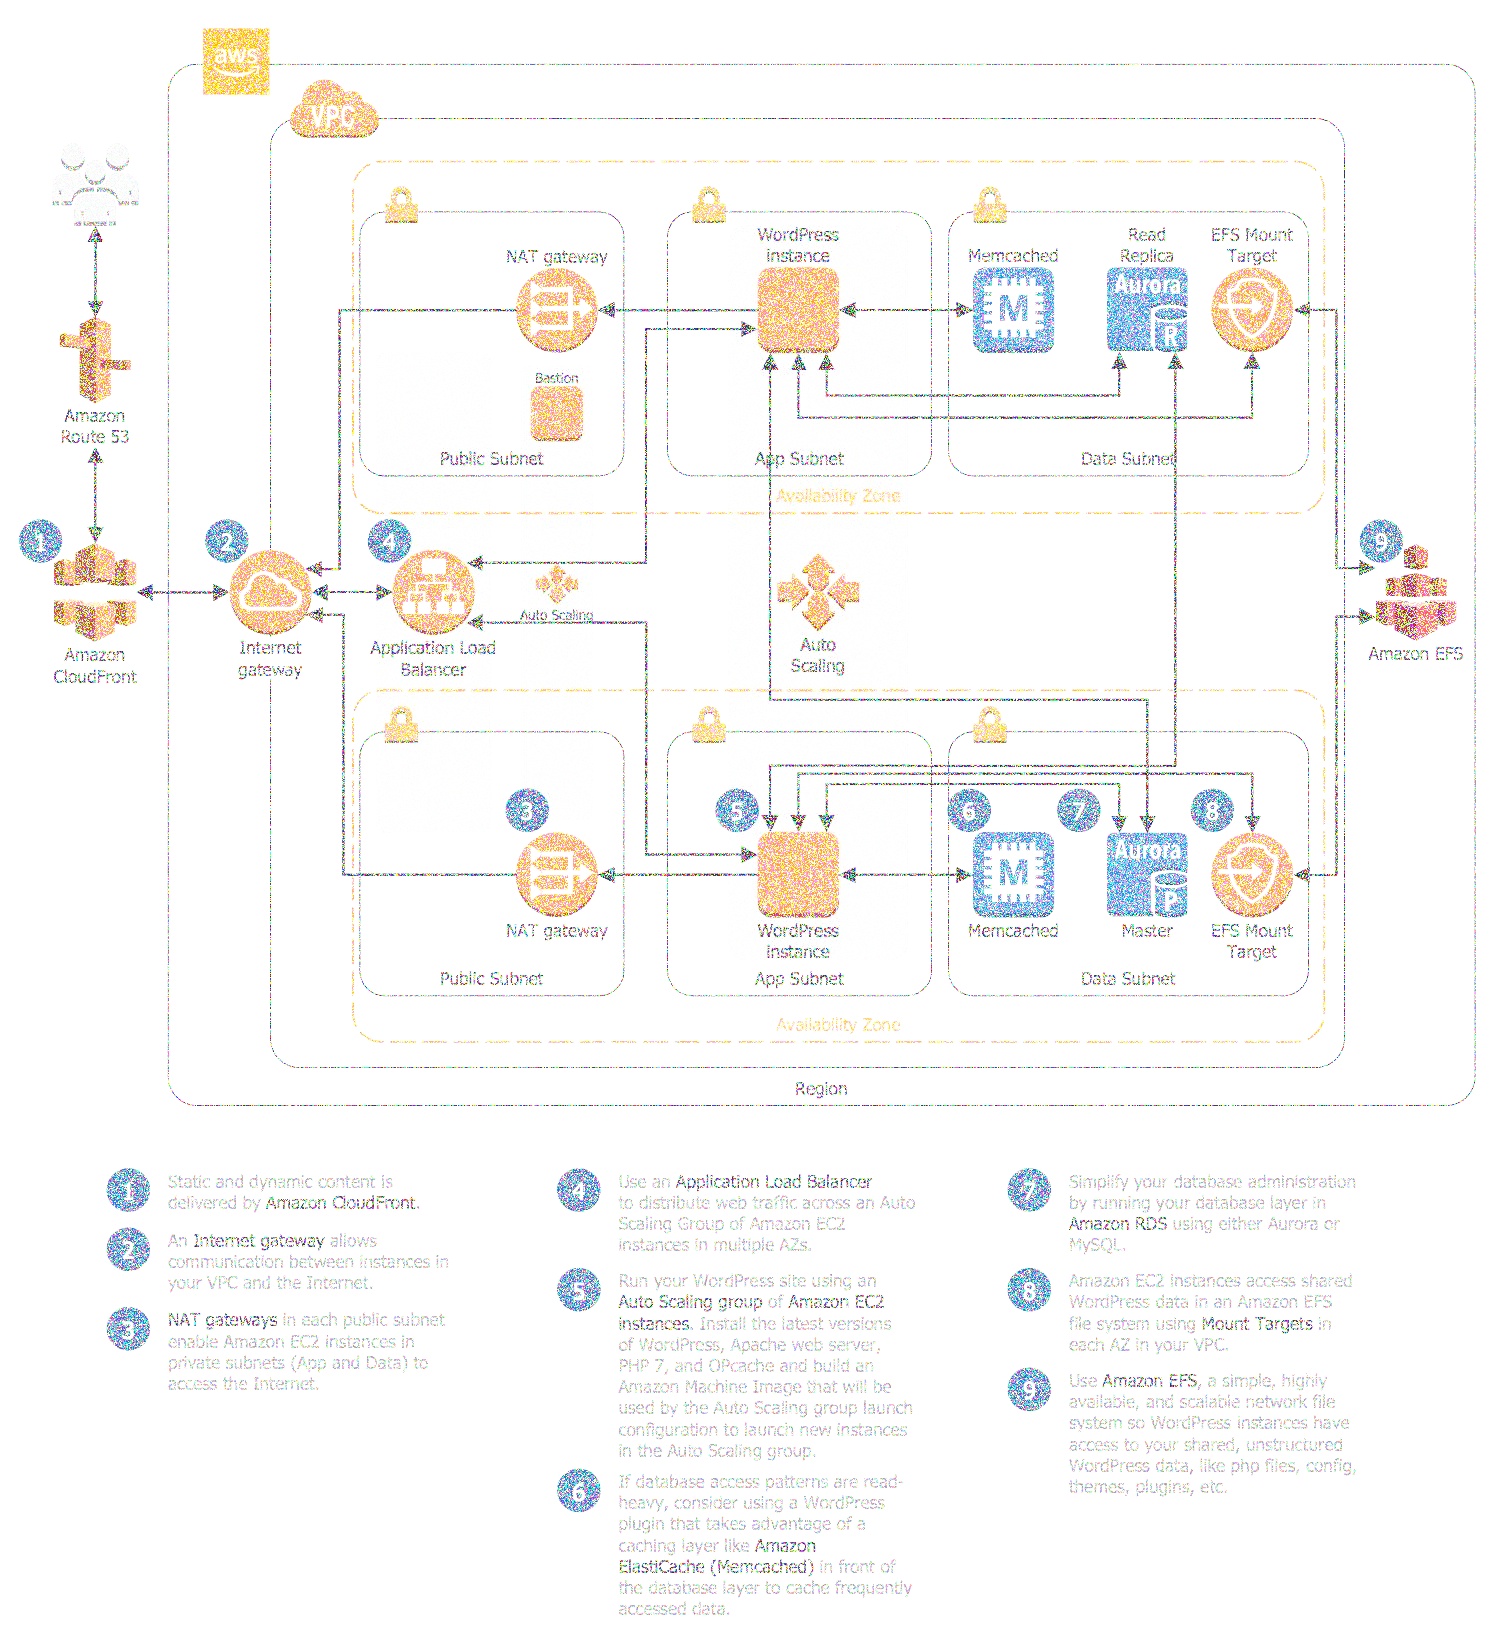 aws
VPC
NAT gateway
WordPress
Instance
Memcached
Read
Replica
EFS Mount
Target
Aurora
M
R
Bastion
Public Subnet
App Subnet
Data Subnet
Availability Zone
Amazon
Route 53
1
2
4
9
Amazon
CloudFront
Internet
gateway
Application Load
Balancer
Auto Scaling
Auto
Scaling
Amazon EFS
3
5
6
7
8
Aurora
M
P
NAT gateway
WordPress
Instance
Memcached
Master
EFS Mount
Target
Public Subnet
App Subnet
Data Subnet
Availability Zone
Region
1
Static and dynamic content is
delivered by Amazon CloudFront.
2
An Internet gateway allows
communication between instances in
your VPC and the Internet.
3
NAT gateways in each public subnet
enable Amazon EC2 instances in
private subnets (App and Data) to
access the Internet.
4
Use an Application Load Balancer
to distribute web traffic across an Auto
Scaling Group of Amazon EC2
instances in multiple AZs.
5
Run your WordPress site using an
Auto Scaling group of Amazon EC2
instances. Install the latest versions
of WordPress, Apache web server,
PHP 7, and OPcache and build an
Amazon Machine Image that will be
used by the Auto Scaling group launch
configuration to launch new instances
in the Auto Scaling group.
6
If database access patterns are read-
heavy, consider using a WordPress
plugin that takes advantage of a
caching layer like Amazon
ElastiCache (Memcached) in front of
the database layer to cache frequently
accessed data.
7
Simplify your database administration
by running your database layer in
Amazon RDS using either Aurora or
MySQL.
8
Amazon EC2 instances access shared
WordPress data in an Amazon EFS
file system using Mount Targets in
each AZ in your VPC.
9
Use Amazon EFS, a simple, highly
available, and scalable network file
system so WordPress instances have
access to your shared, unstructured
WordPress data, like php files, config,
themes, plugins, etc.